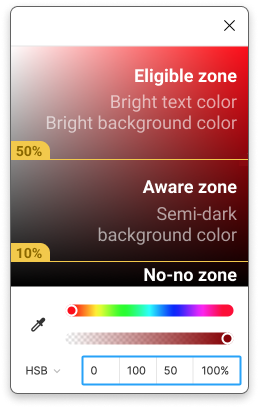 Eligible zone
Bright text color
Bright background color
50%
Aware zone
Semi-dark
background color
10%
No-no zone
HSB 0 100 50 100%